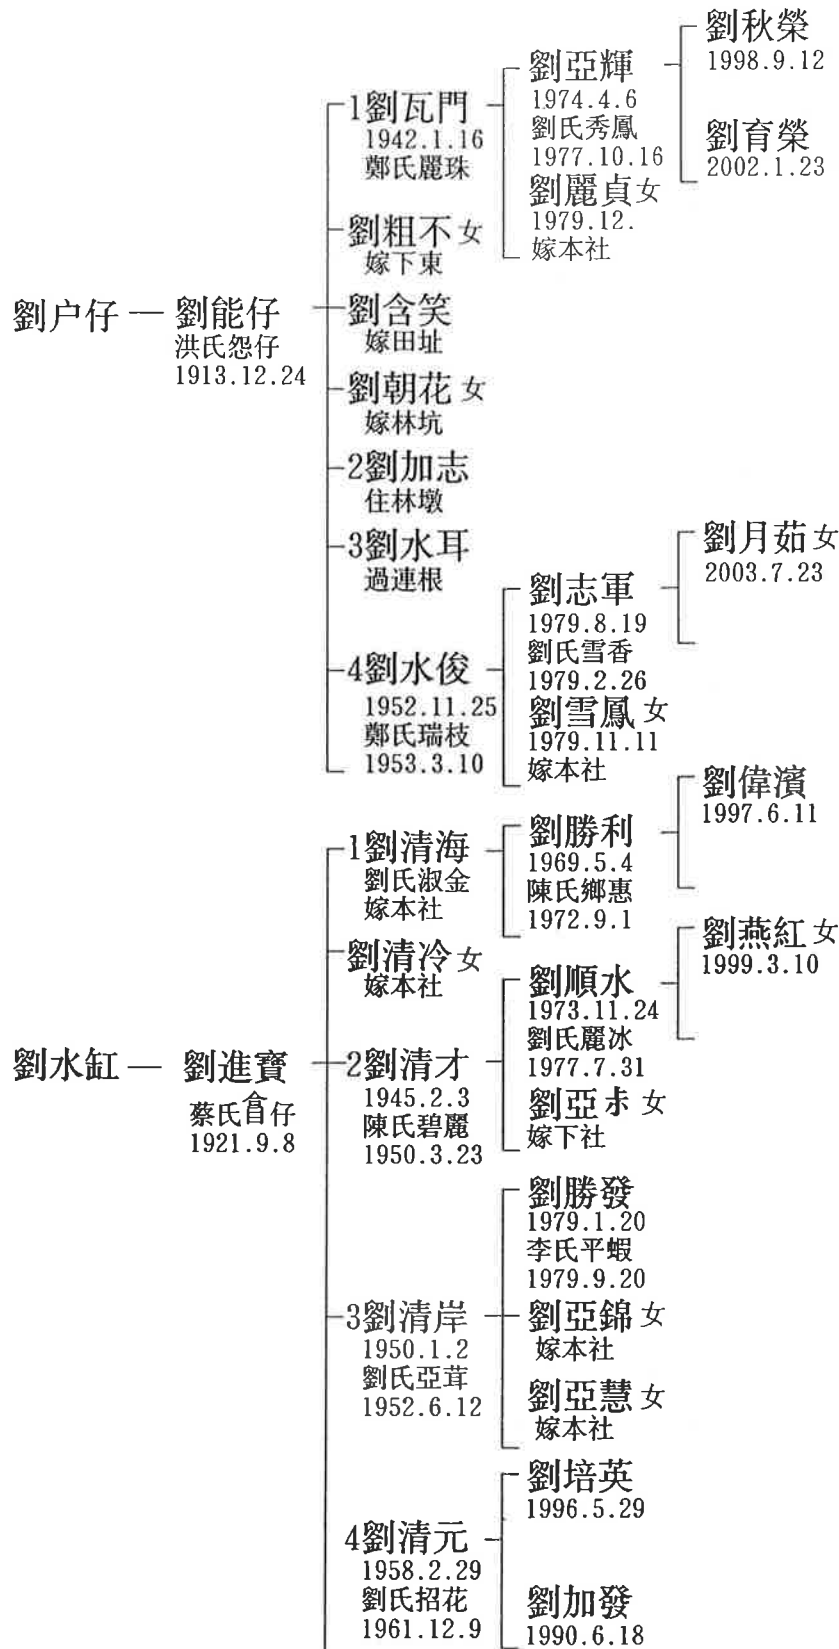 劉户仔
劉能仔
洪氏怨仔
1913.12.24
1劉瓦門
1942.1.16
鄭氏麗珠
劉亞輝
1974.4.6
劉氏秀鳳
1977.10.16
劉秋榮
1998.9.12
劉育榮
2002.1.23
劉麗貞女
1979.12.
嫁本社
劉粗不女
嫁下東
劉含笑
嫁田址
劉朝花女
嫁林坑
2劉加志
住林墩
3劉水耳
過連根
4劉水俊
1952.11.25
鄭氏瑞枝
1953.3.10
劉志軍
1979.8.19
劉氏雪香
1979.2.26
劉月茹女
2003.7.23
劉雪鳳女
1979.11.11
嫁本社
劉水缸
劉進寶
蔡氏
仔
1921.9.8
1劉清海
劉氏淑金
嫁本社
劉勝利
1969.5.4
陳氏鄉惠
1972.9.1
劉偉濱
1997.6.11
劉清冷女
嫁本社
2劉清才
1945.2.3
陳氏碧麗
1950.3.23
劉順水
1973.11.24
劉氏麗冰
1977.7.31
劉燕紅女
1999.3.10
劉亞
女
嫁下社
3劉清岸
1950.1.2
劉氏亞茸
1952.6.12
劉勝發
1979.1.20
李氏平蝦
1979.9.20
劉亞錦女
嫁本社
劉亞慧女
嫁本社
4劉清元
1958.2.29
劉氏招花
1961.12.9
劉培英
1996.5.29
劉加發
1990.6.18